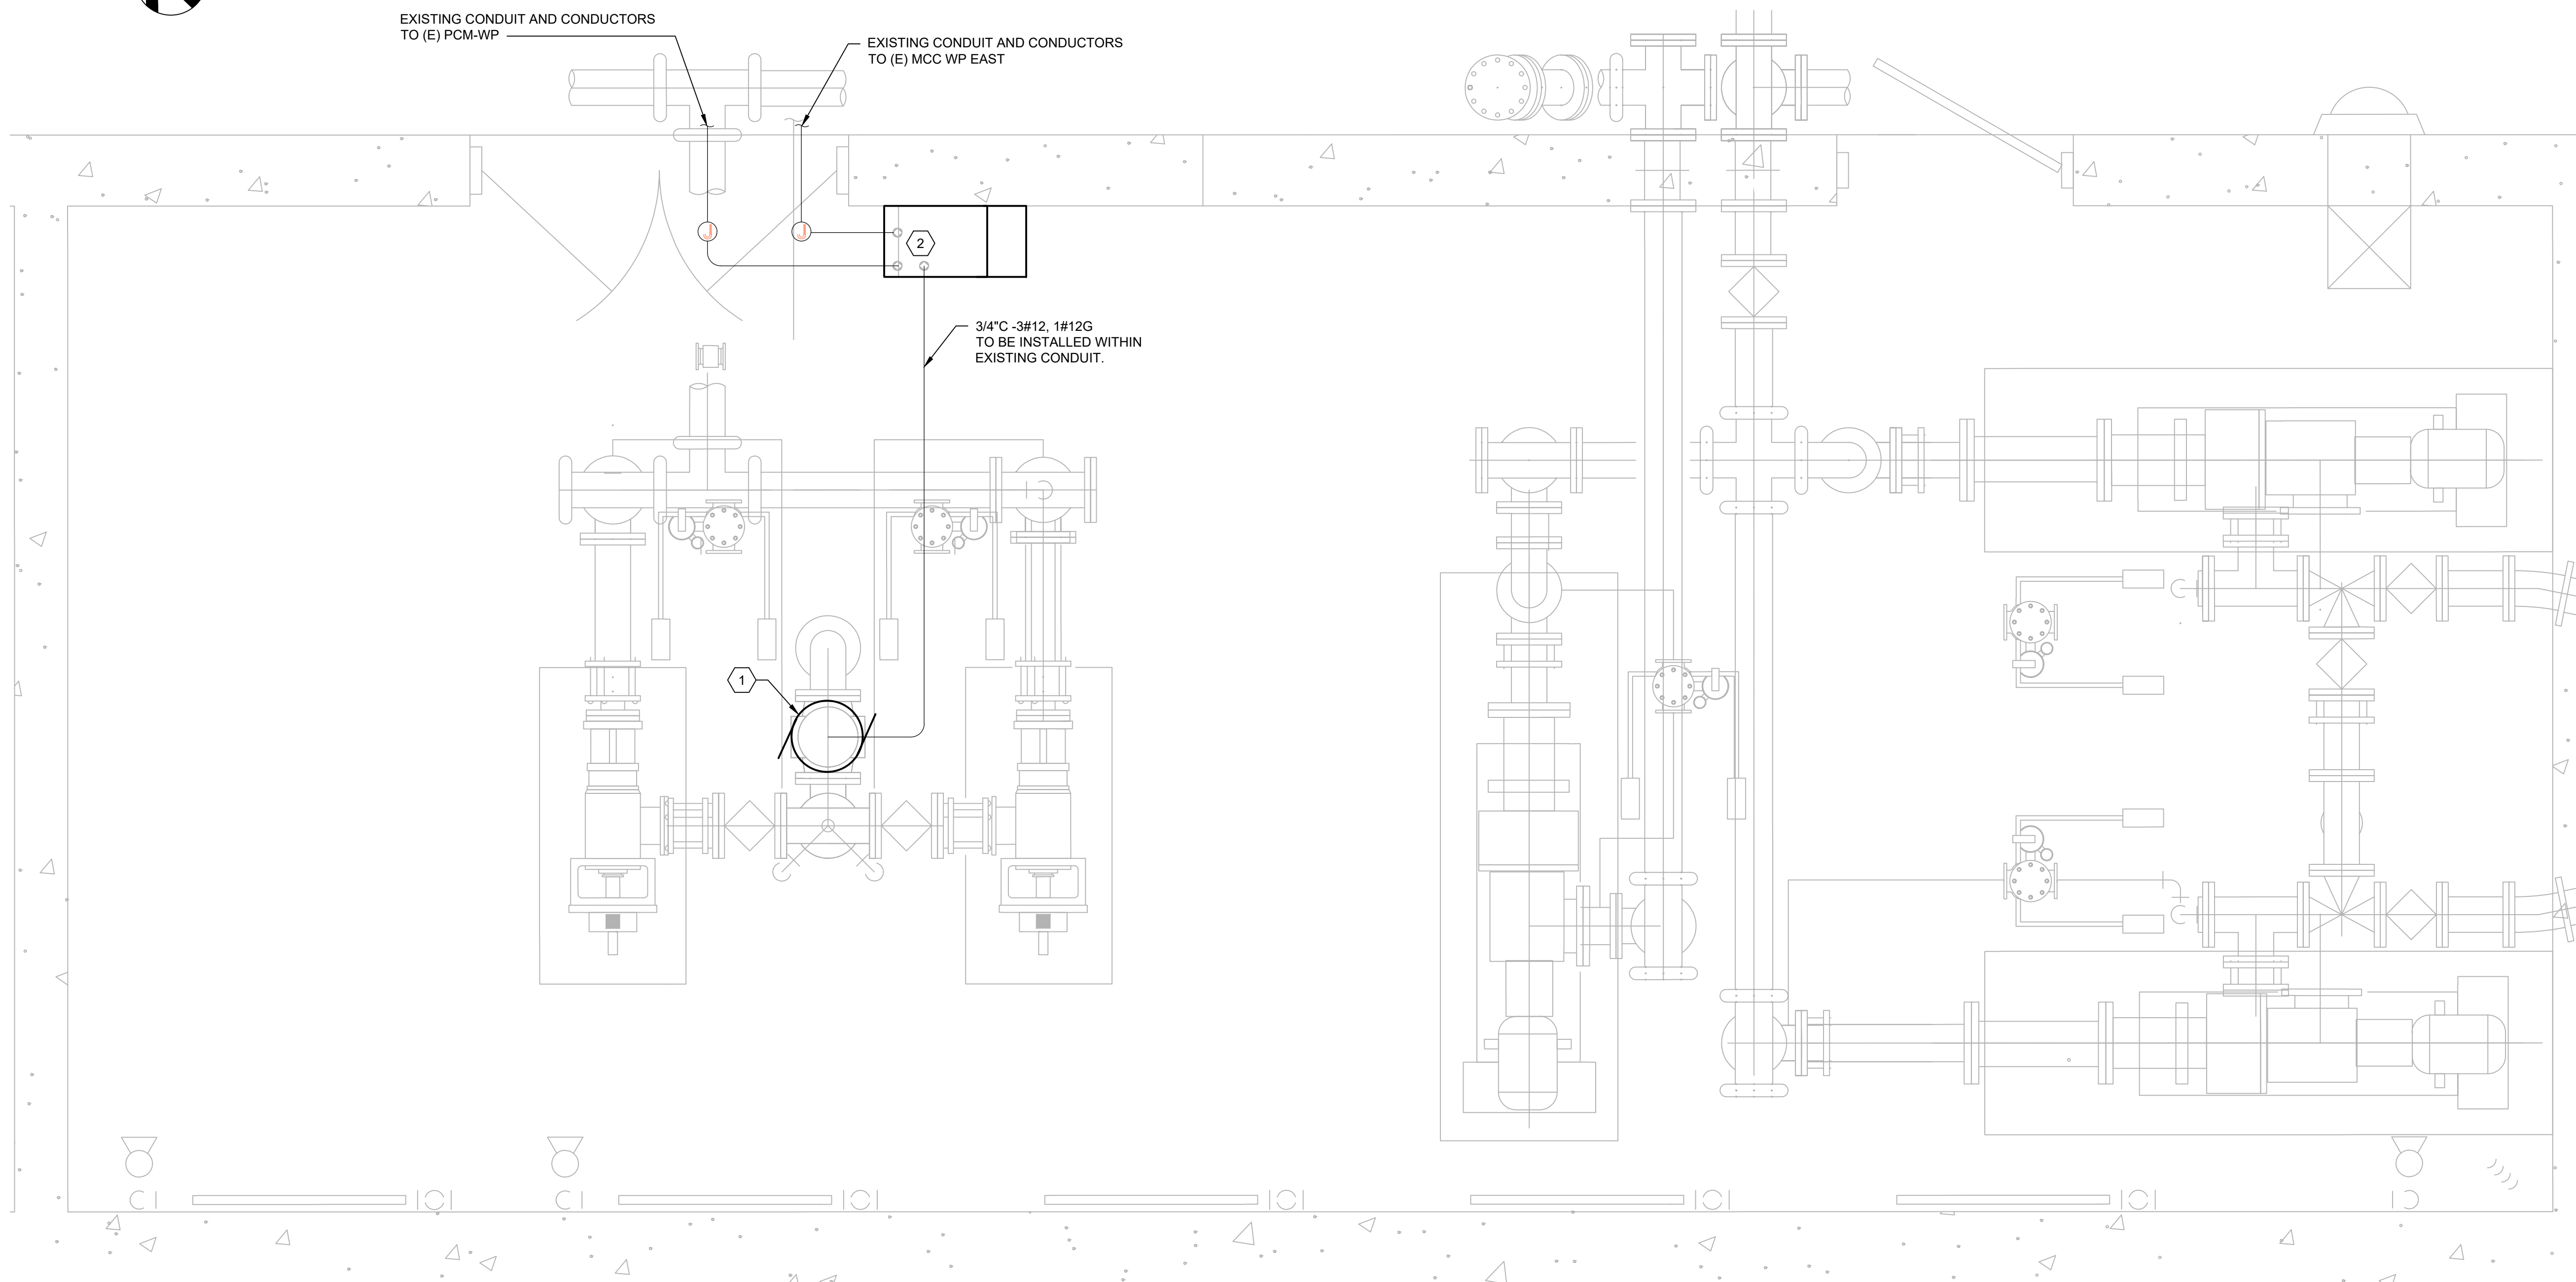 EXISTING CONDUIT AND CONDUCTORS
TO (E) PCM-WP
EXISTING CONDUIT AND CONDUCTORS
TO (E) MCC WP EAST
J
J
2
3/4"C -3#12, 1#12G
TO BE INSTALLED WITHIN
EXISTING CONDUIT.
1